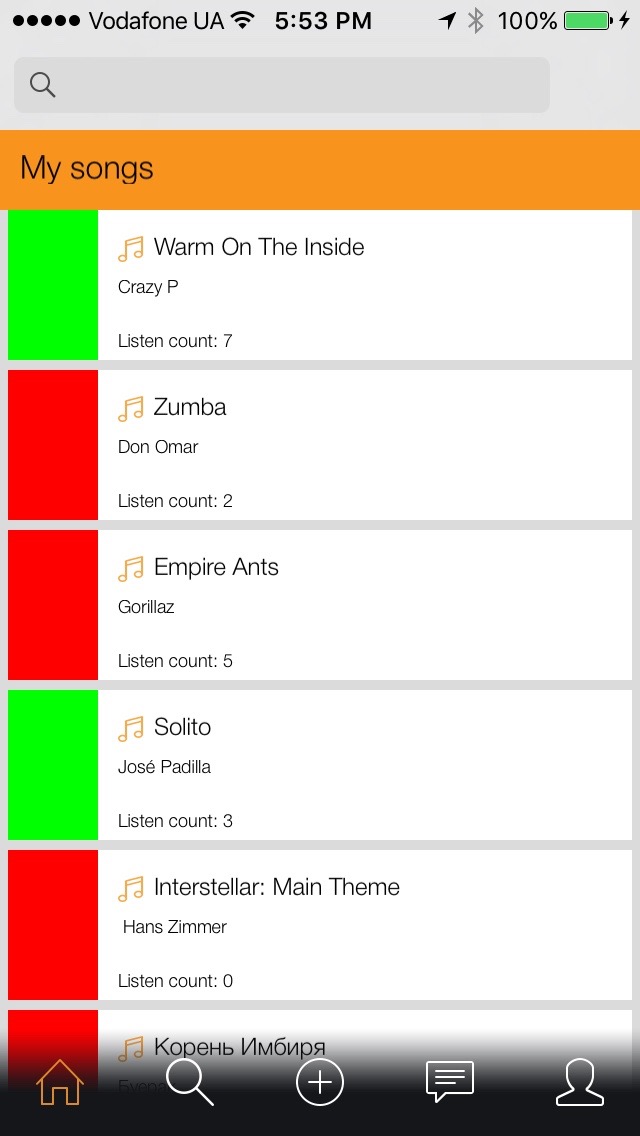 Vodafone UA 5:53 PM 100%
My songs
Warm On The Inside
Crazy P
Listen count: 7
Zumba
Don Omar
Listen count: 2
Empire Ants
Gorillaz
Listen count: 5
Solito
José Padilla
Listen count: 3
Interstellar: Main Theme
Hans Zimmer
Listen count: 0
Корень Имбиря